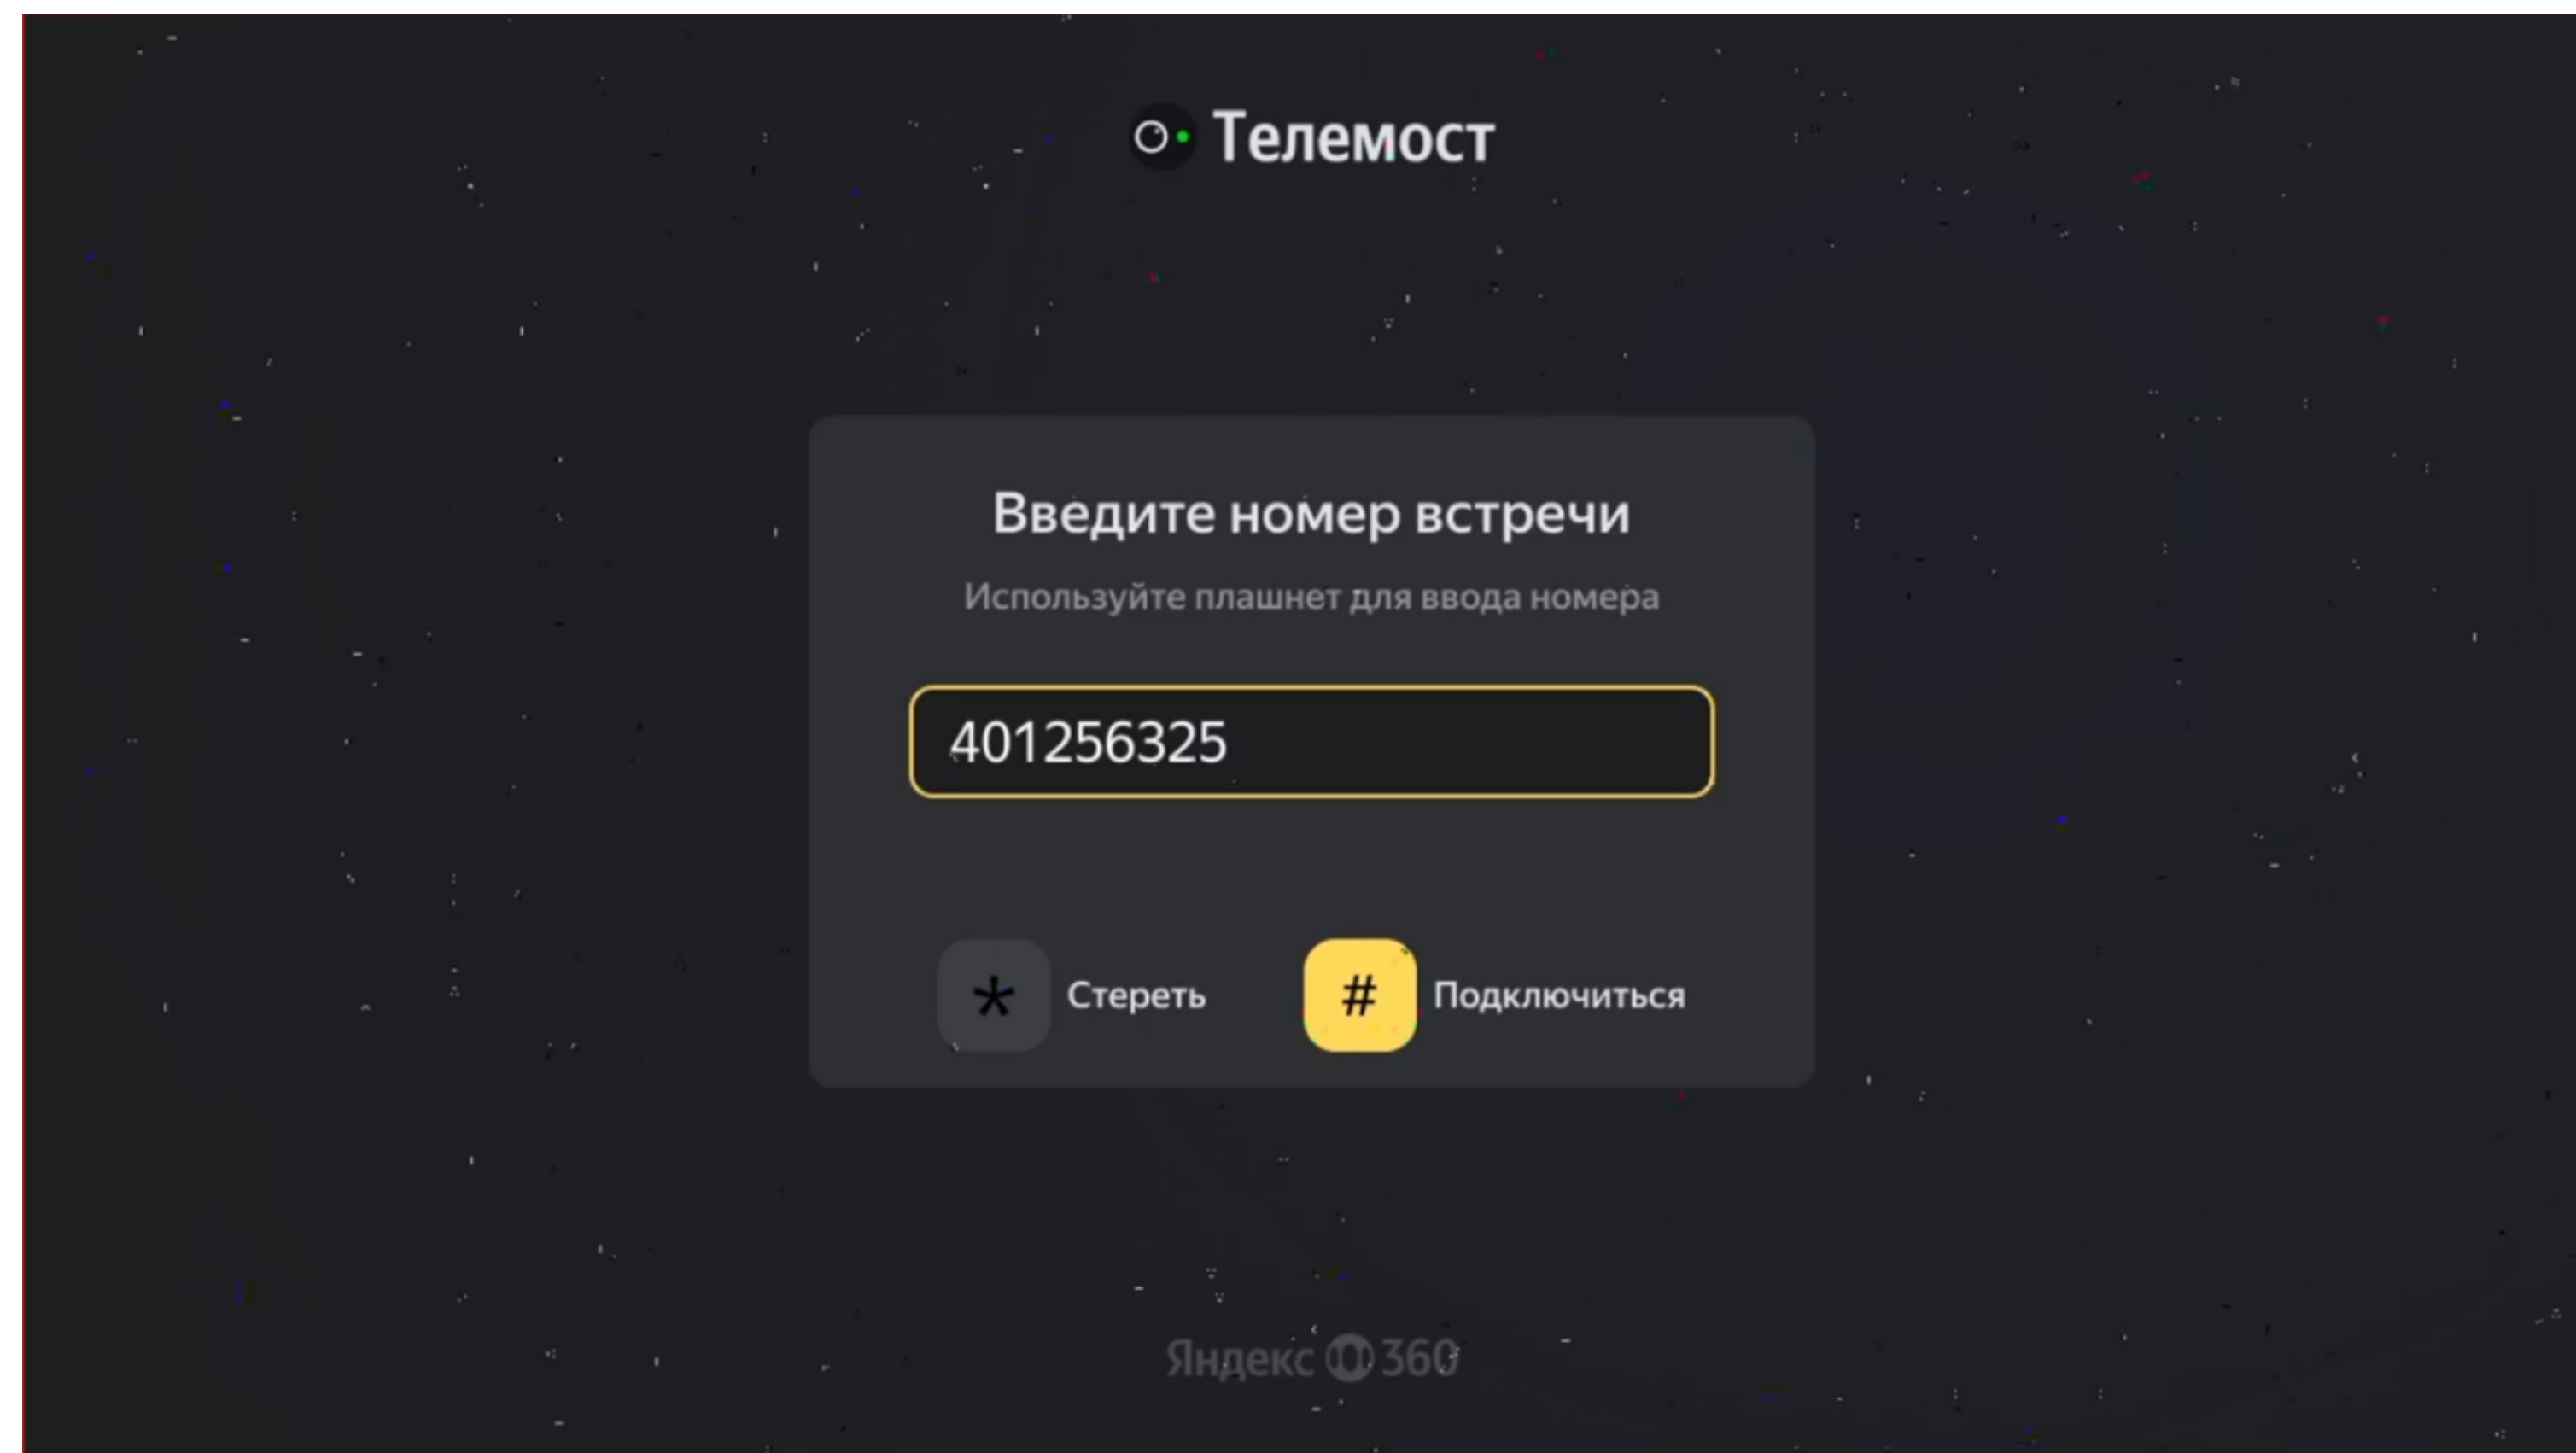 Телемост
Введите номер встречи
Используйте плашнет для ввода номера
401256325
* Стереть # Подключиться
Яндекс 360